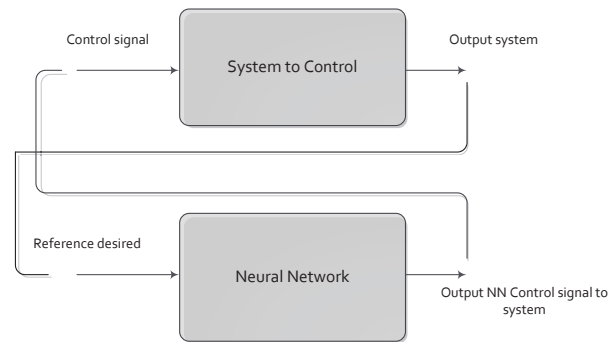 Control signal
System to Control
Output system
Reference desired
Neural Network
Output NN Control signal to
system